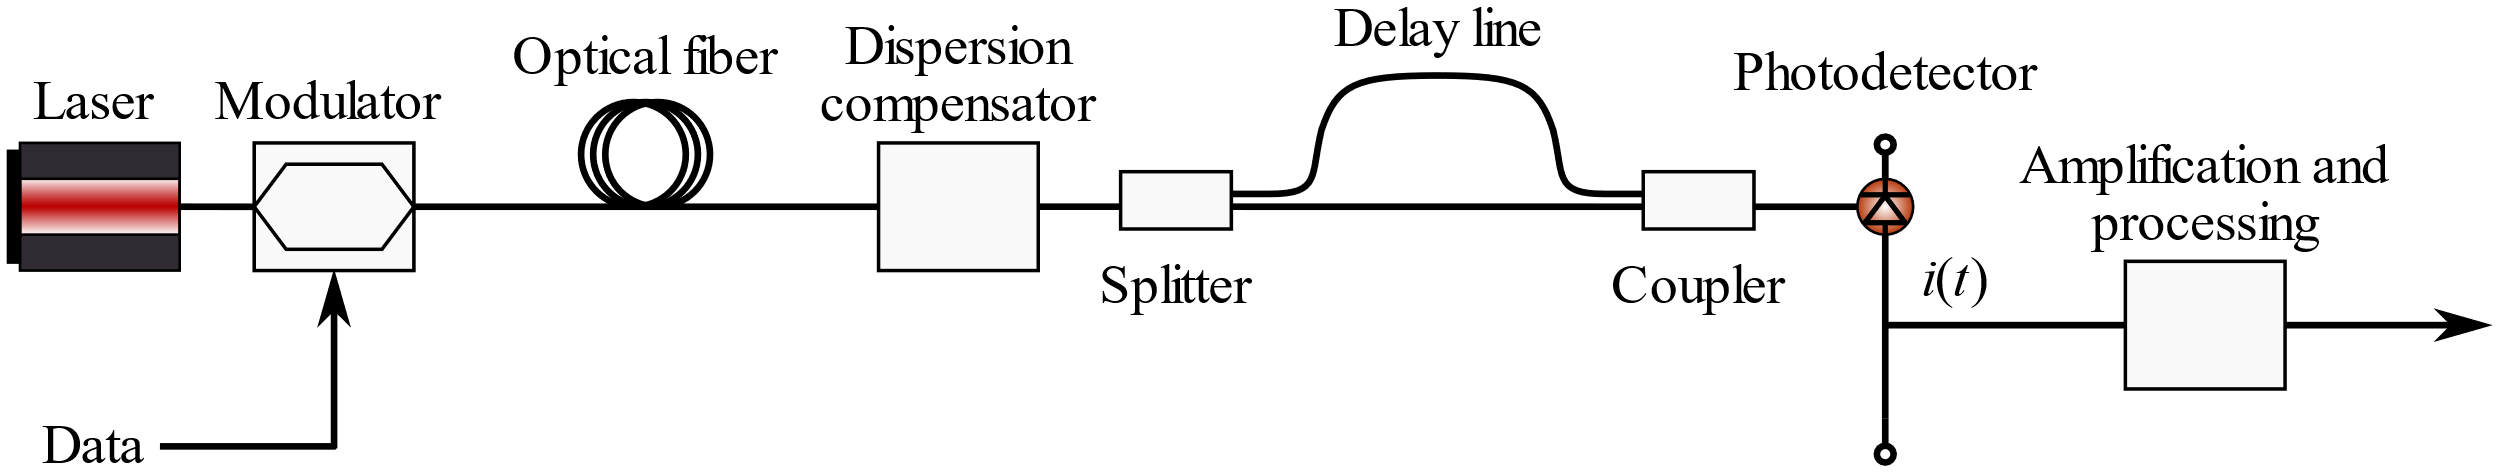 Laser
Modulator
Optical fiber
Dispersion
compensator
Delay line
Photodetector
Amplification and
processing
Splitter
Coupler
i(t)
Data